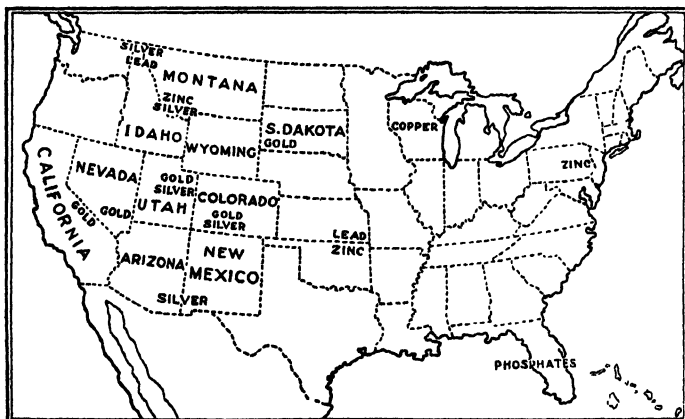 SILVER
LEAD
MONTANA
ZINC
SILVER
IDAHO
WYOMING
S. DAKOTA
GOLD
COPPER
ZINC
NEVADA
GOLD
SILVER
UTAH
COLORADO
GOLD
SILVER
CALIFORNIA
GOLD
GOLD
LEAD
ZINC
ARIZONA
NEW
MEXICO
SILVER
PHOSPHATES